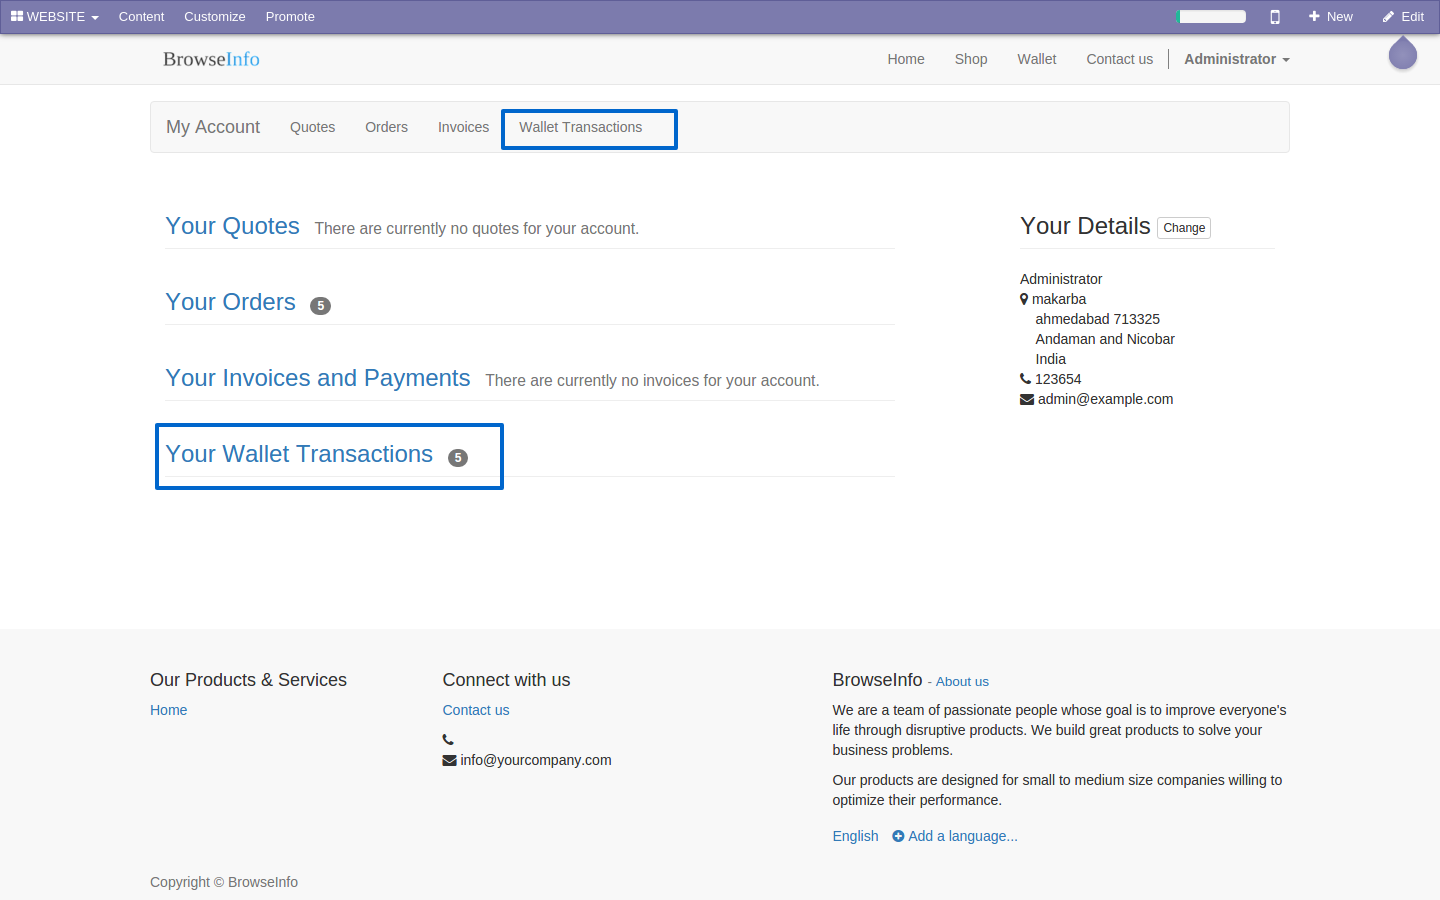 WEBSITE Content Customize Promote New Edit
BrowseInfo Home Shop Wallet Contact us Administrator
My Account Quotes Orders Invoices Wallet Transactions
Your Quotes There are currently no quotes for your account.
Your Orders 5
Your Invoices and Payments There are currently no invoices for your account.
Your Wallet Transactions 5
Your Details Change
Administrator
makarba
ahmedabad 713325
Andaman and Nicobar
India
123654
admin@example.com
Our Products & Services
Home
Connect with us
Contact us
info@yourcompany.com
BrowseInfo - About us
We are a team of passionate people whose goal is to improve everyone's
life through disruptive products. We build great products to solve your
business problems.
Our products are designed for small to medium size companies willing to
optimize their performance.
English Add a language...
Copyright © BrowseInfo